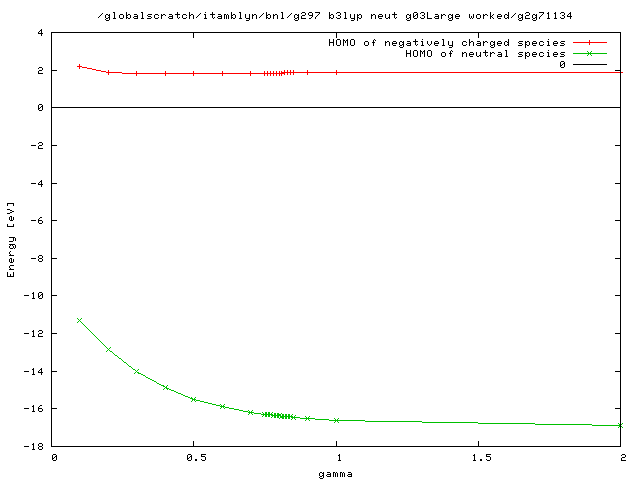 /globalscratch/itamblyn/bnl/g297 b3lyp neut g03Large worked/g2g71134
4
HOMO of negatively charged species
HOMO of neutral species
0
2
0
-2
-4
-6
Energy [eV]
-8
-10
-12
-14
-16
-18
0 0.5 1 1.5 2
gamma